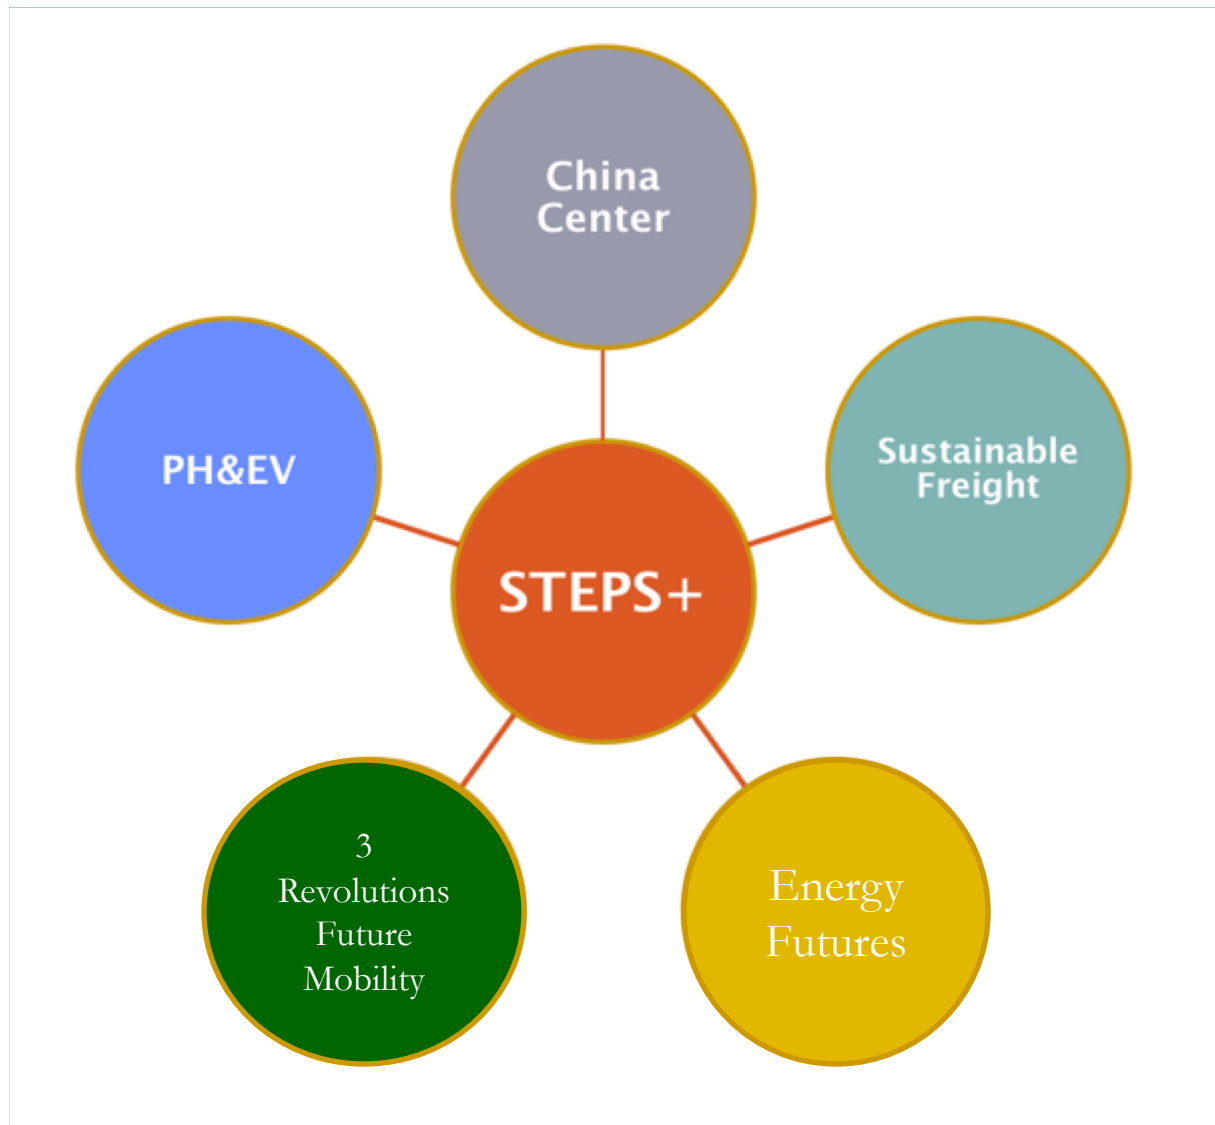 China
Center
PH&EV
Sustainable
Freight
STEPS+
3
Revolutions
Future
Mobility
Energy
Futures